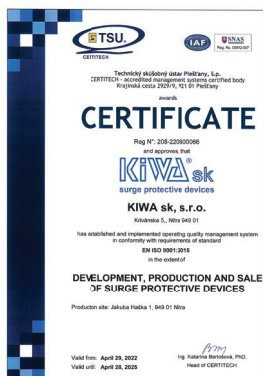 TSU.
CERTITECH
IAF
SNAS
Technický skúšobný ústav Piešťany, š.p.
CERTITECH - accredited management systems certified body
Krajinská cesta 2929/9, 921 01 Piešťany
awards
CERTIFICATE
Reg N°: 208-220800066
and approves, that
KIWA® sk
surge protective devices
KIWA sk, s.r.o.
Krivánska 5., Nitra 949 01
has established and implemented operating quality management system
in conformity with requirements of standard
EN ISO 9001:2015
in the extent of
DEVELOPMENT, PRODUCTION AND SALE
OF SURGE PROTECTIVE DEVICES
Producton site: Jakuba Haška 1, 949 01 Nitra
Valid from: April 29, 2022
Valid until: April 28, 2025
Ing. Katarína Bartošová, PhD.
Head of CERTITECH